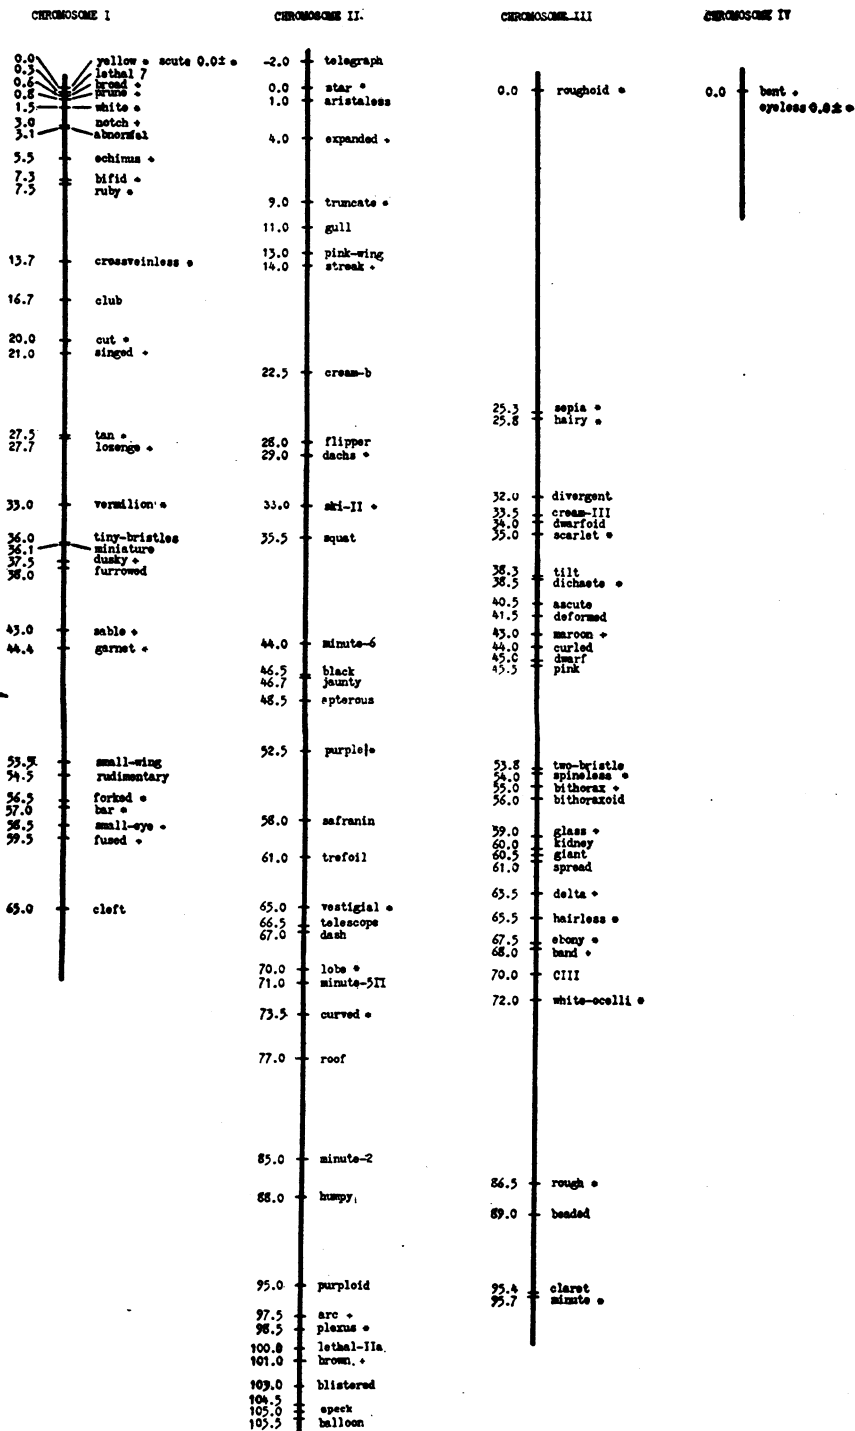 CHROMOSOME I
0.0 yellow * scute 0.0± *
0.3 lethal 7
0.6 broad +
0.8 prune +
1.5 white *
3.0 notch +
3.1 abnormal
5.5 echinus +
7.3 bifid +
7.5 ruby *
13.7 crossveinless *
16.7 club
20.0 cut *
21.0 singed +
27.5 tan *
27.7 lozenge +
33.0 vermilion *
36.0 tiny-bristles
36.1 miniature
37.5 dusky +
38.0 furrowed
43.0 sable +
44.4 garnet *
53.5 small-wing
54.5 rudimentary
56.5 forked *
57.0 bar *
58.5 small-eye *
59.5 fused +
65.0 cleft
CHROMOSOME II.
-2.0 telegraph
0.0 star *
1.0 aristaless
4.0 expanded +
9.0 truncate *
11.0 gull
13.0 pink-wing
14.0 streak +
22.5 cream-b
28.0 flipper
29.0 dachs *
33.0 ski-II +
35.5 squat
44.0 minute-6
46.5 black
46.7 jaunty
48.5 apterous
52.5 purple *
58.0 safranin
61.0 trefoil
65.0 vestigial *
66.5 telescope
67.0 dash
70.0 lobe *
71.0 minute-5II
73.5 curved *
77.0 roof
85.0 minute-2
88.0 humpy
95.0 purploid
97.5 arc +
98.5 plexus *
100.8 lethal-IIa
101.0 brown +
103.0 blistered
104.5
105.0 speck
105.5 balloon
CHROMOSOME III
0.0 roughoid *
25.3 sepia *
25.8 hairy *
32.0 divergent
33.5 cream-III
34.0 dwarfoid
35.0 scarlet *
38.3 tilt
38.5 dichaete *
40.5 ascute
41.5 deformed
43.0 maroon +
44.0 curled
45.0 dwarf
45.5 pink
53.8 two-bristle
54.0 spineless *
55.0 bithorax +
56.0 bithoraxoid
59.0 glass +
60.0 kidney
60.5 giant
61.0 spread
63.5 delta +
65.5 hairless *
67.5 ebony *
68.0 band +
70.0 CIII
72.0 white-ocelli *
86.5 rough *
89.0 beaded
95.4 claret
95.7 minute *
CHROMOSOME IV
0.0 bent +
eyeless 0.0± *